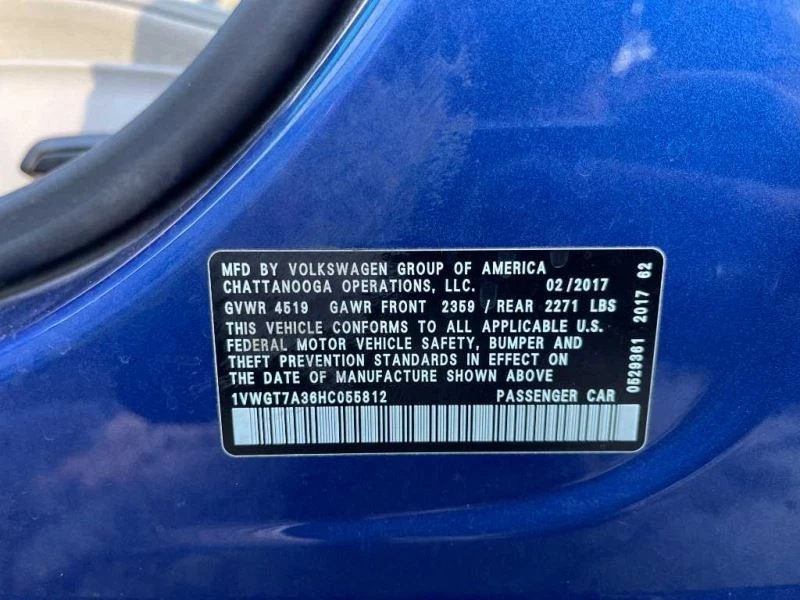 MFD BY VOLKSWAGEN GROUP OF AMERICA
CHATTANOOGA OPERATIONS, LLC. 02/2017
GVWR 4519 GAWR FRONT 2359 / REAR 2271 LBS
THIS VEHICLE CONFORMS TO ALL APPLICABLE U.S.
FEDERAL MOTOR VEHICLE SAFETY, BUMPER AND
THEFT PREVENTION STANDARDS IN EFFECT ON
THE DATE OF MANUFACTURE SHOWN ABOVE
1VWGT7A36HC055812 PASSENGER CAR
0529361 2017 62